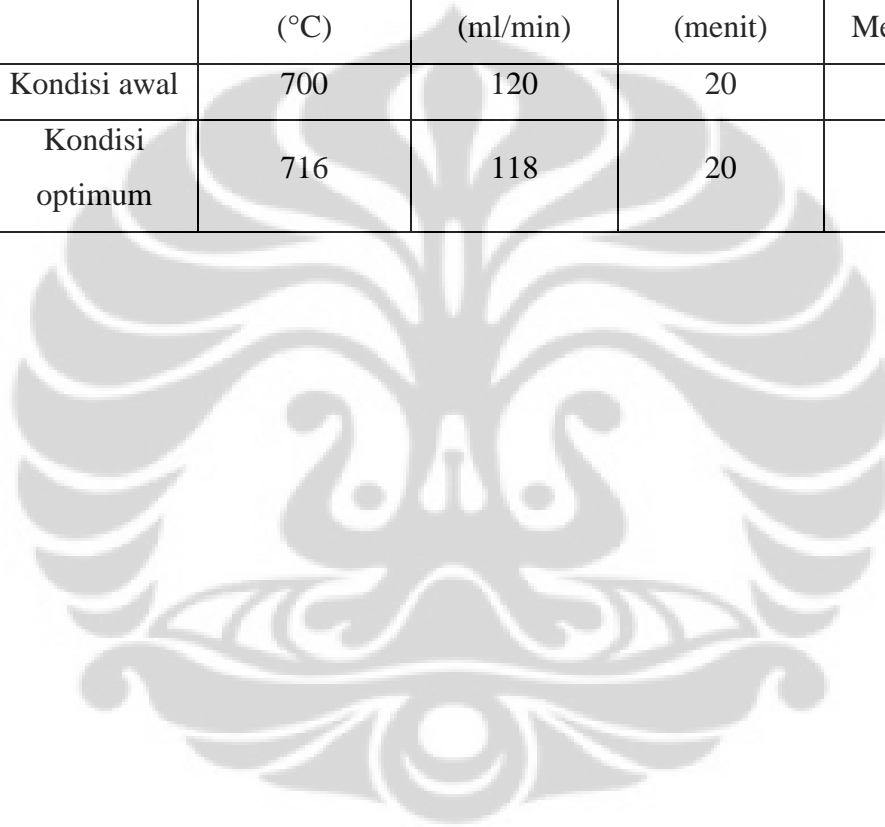 (°C) (ml/min) (menit)
Kondisi awal 700 120 20
Kondisi
optimum 716 118 20